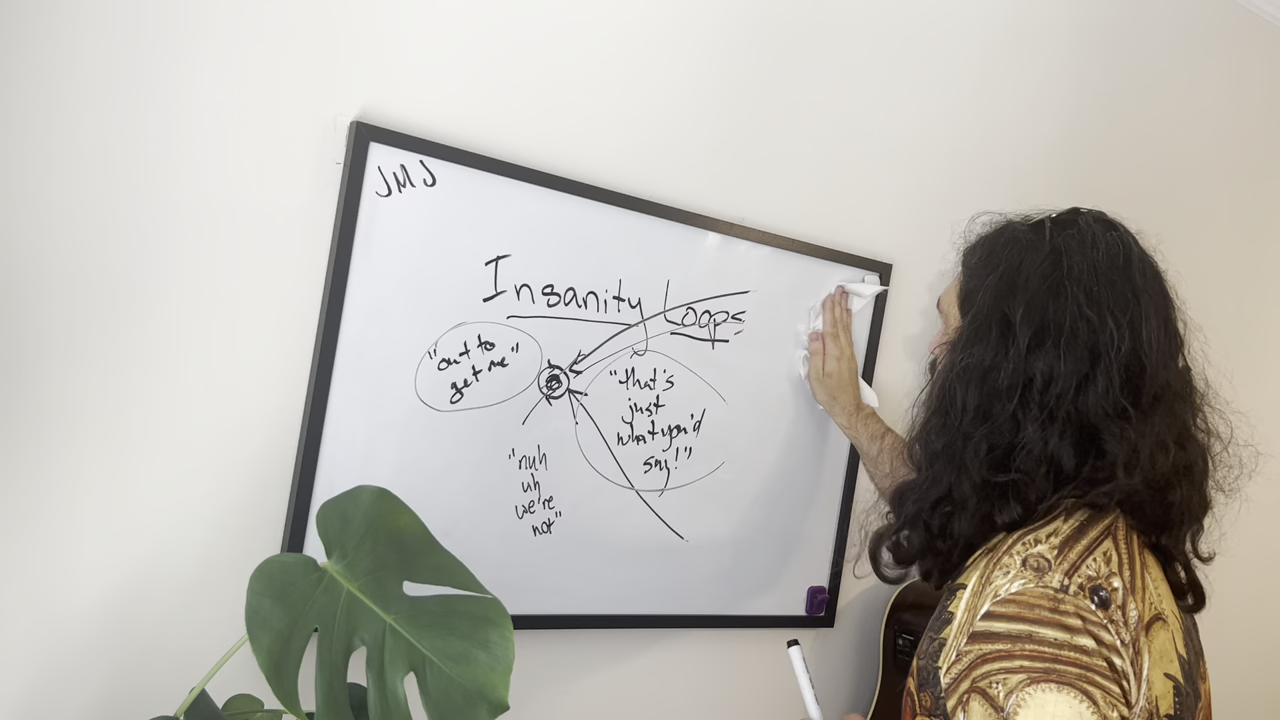 JMJ
Insanity Loops
"out to
get me"
"that's
just
what you'd
say!"
"nuh
uh
we're
not"